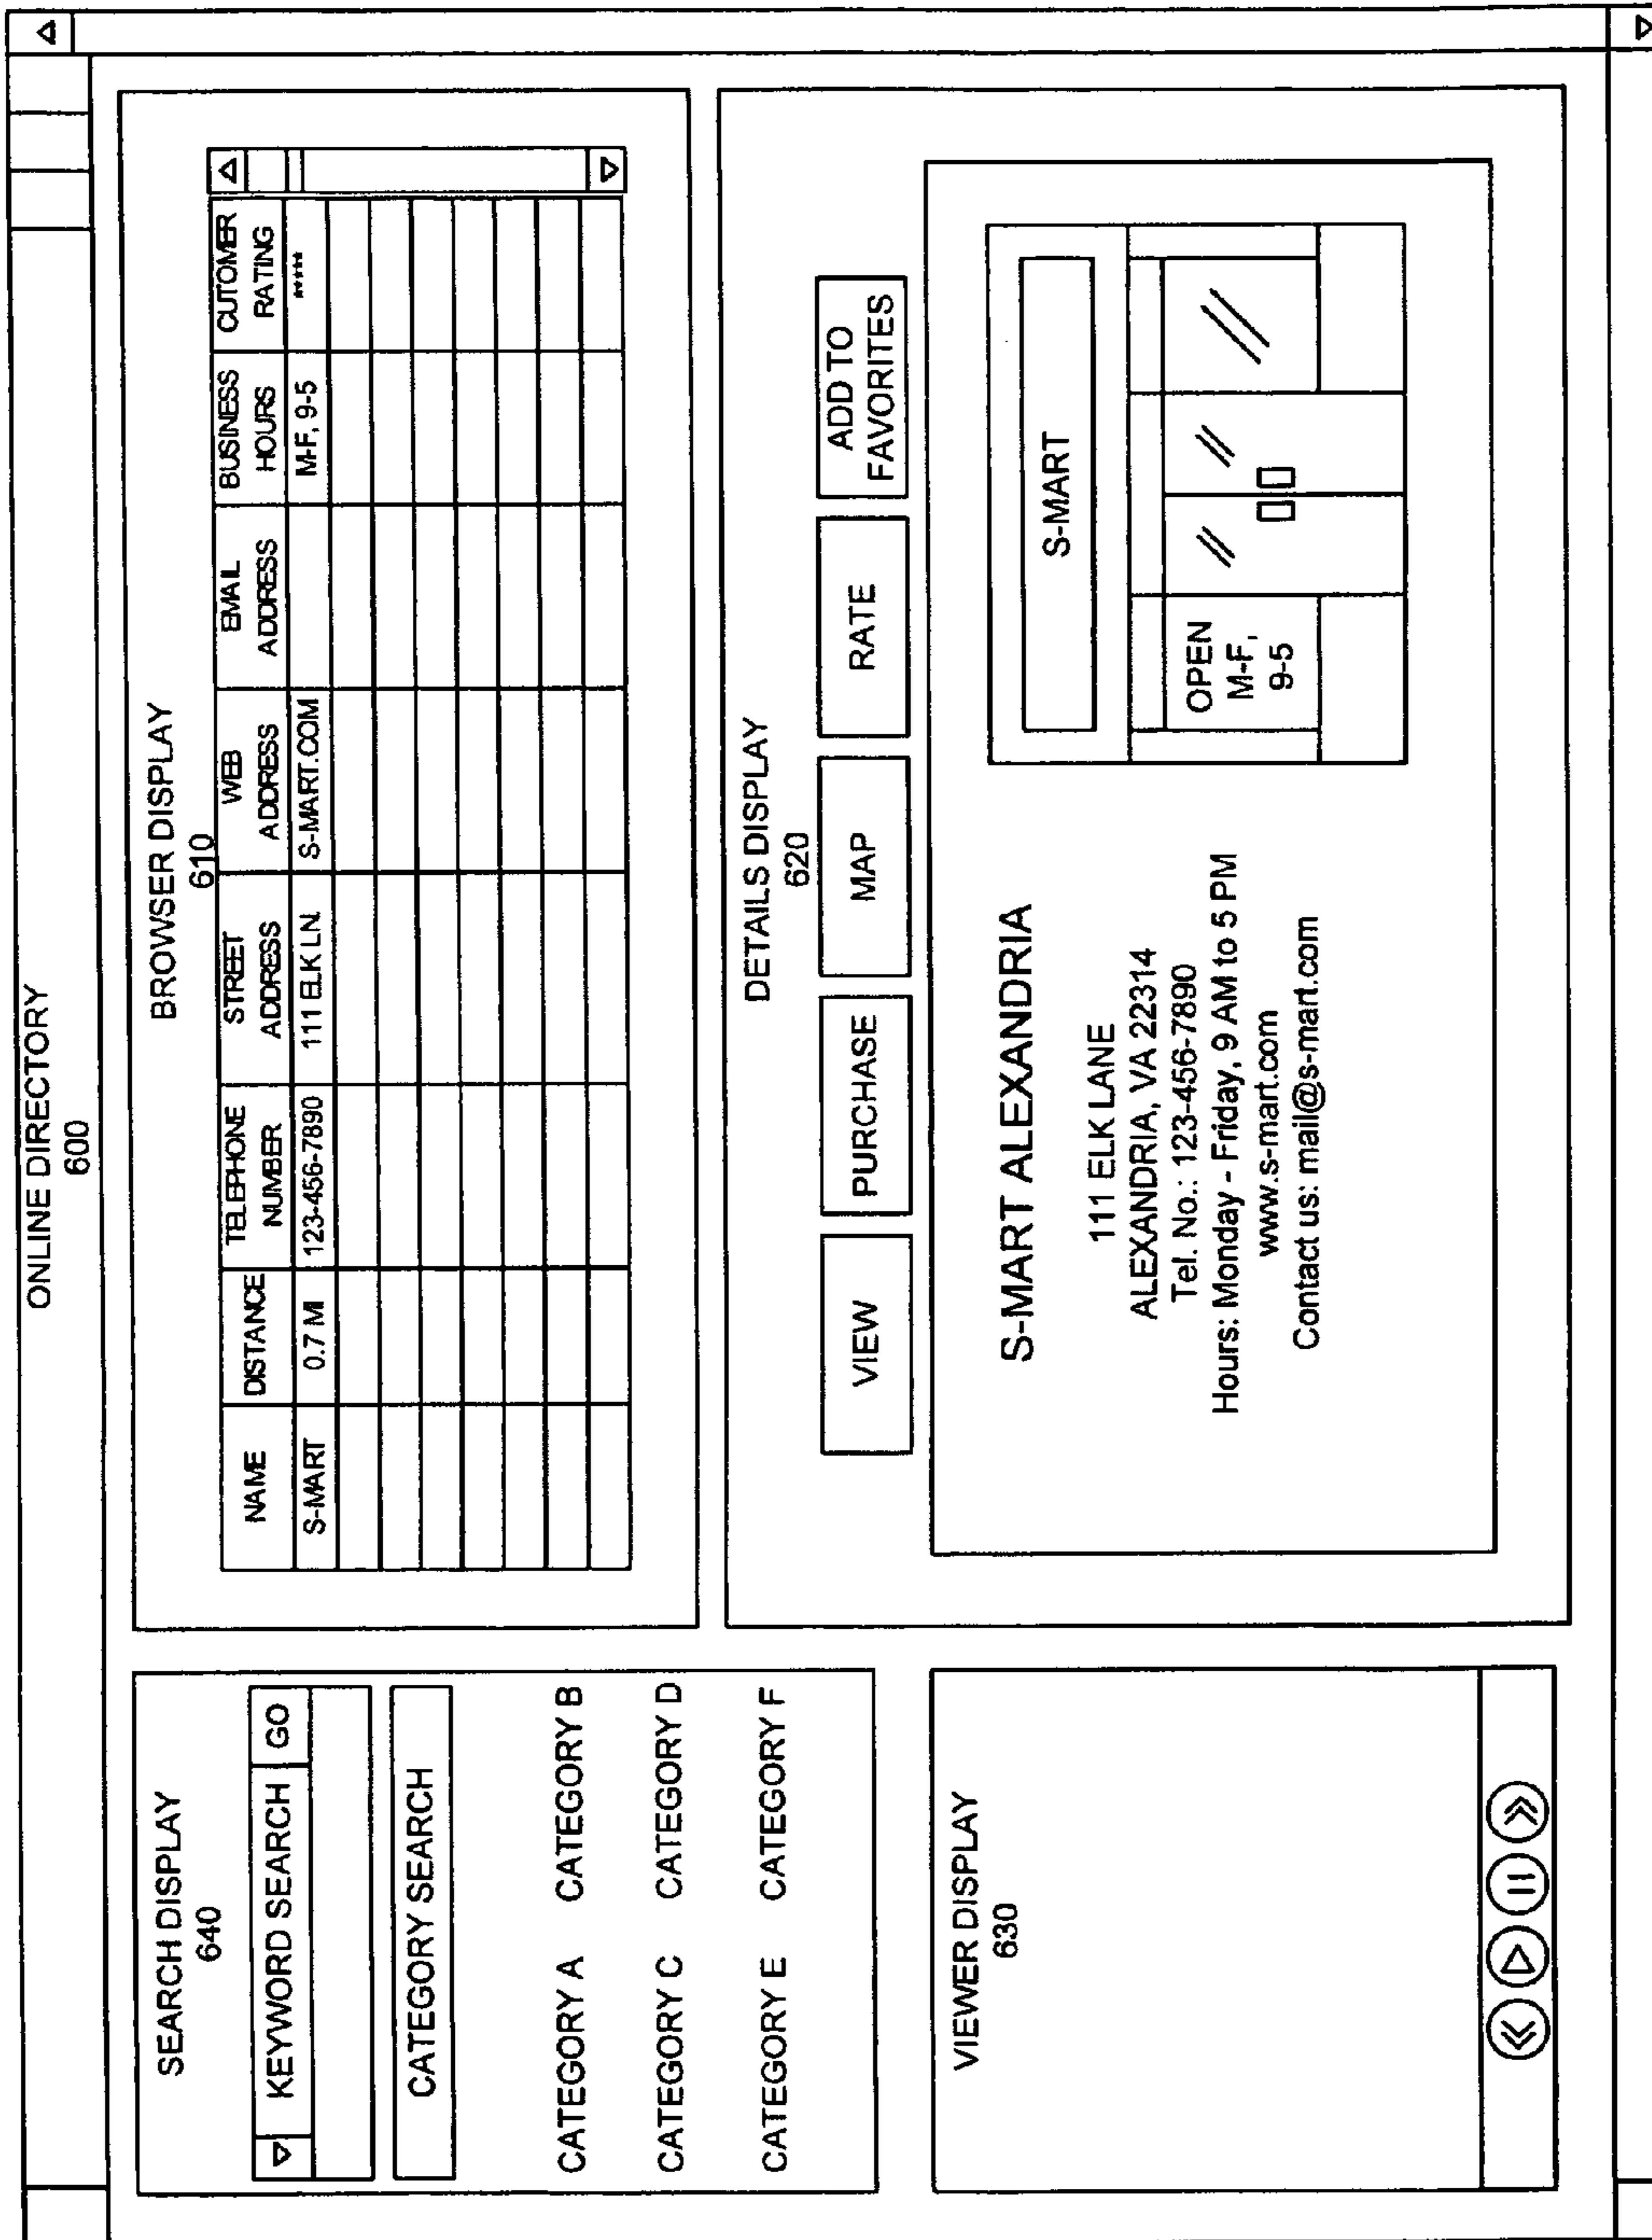 ONLINE DIRECTORY
600
SEARCH DISPLAY
640
KEYWORD SEARCH GO
CATEGORY SEARCH
CATEGORY A CATEGORY B
CATEGORY C CATEGORY D
CATEGORY E CATEGORY F
VIEWER DISPLAY
630
BROWSER DISPLAY
610
NAME DISTANCE TELEPHONE STREET WEB EMAIL BUSINESS CUTOMER
NUMBER ADDRESS ADDRESS ADDRESS HOURS RATING
S-MART 0.7 MI 123-456-7890 111 ELK LN. S-MART.COM M-F, 9-5 ****
DETAILS DISPLAY
620
VIEW PURCHASE MAP RATE ADD TO
FAVORITES
S-MART ALEXANDRIA
111 ELK LANE
ALEXANDRIA, VA 22314
Tel. No.: 123-456-7890
Hours: Monday - Friday, 9 AM to 5 PM
www.s-mart.com
Contact us: mail@s-mart.com
S-MART
OPEN
M-F,
9-5